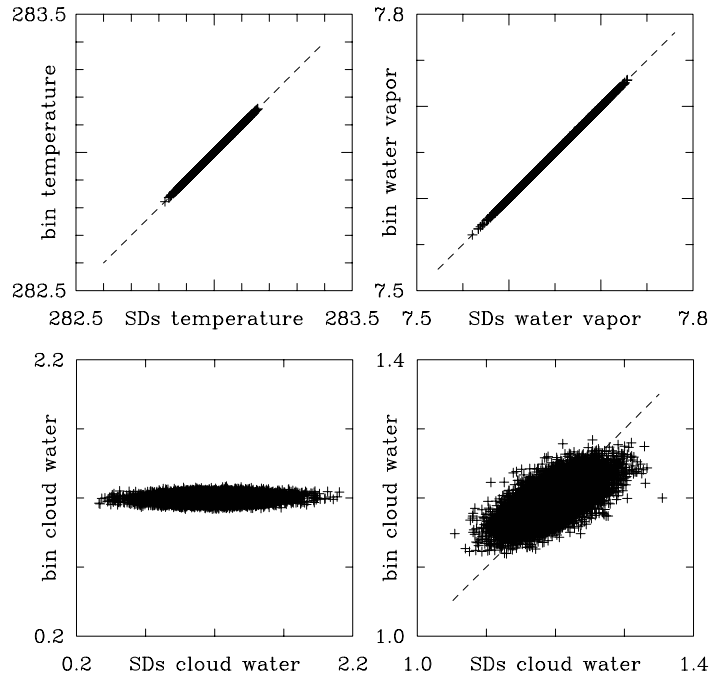 283.5
bin temperature
282.5
282.5 SDs temperature 283.5
7.8
bin water vapor
7.5
7.5 SDs water vapor 7.8
2.2
bin cloud water
0.2
0.2 SDs cloud water 2.2
1.4
bin cloud water
1.0
1.0 SDs cloud water 1.4